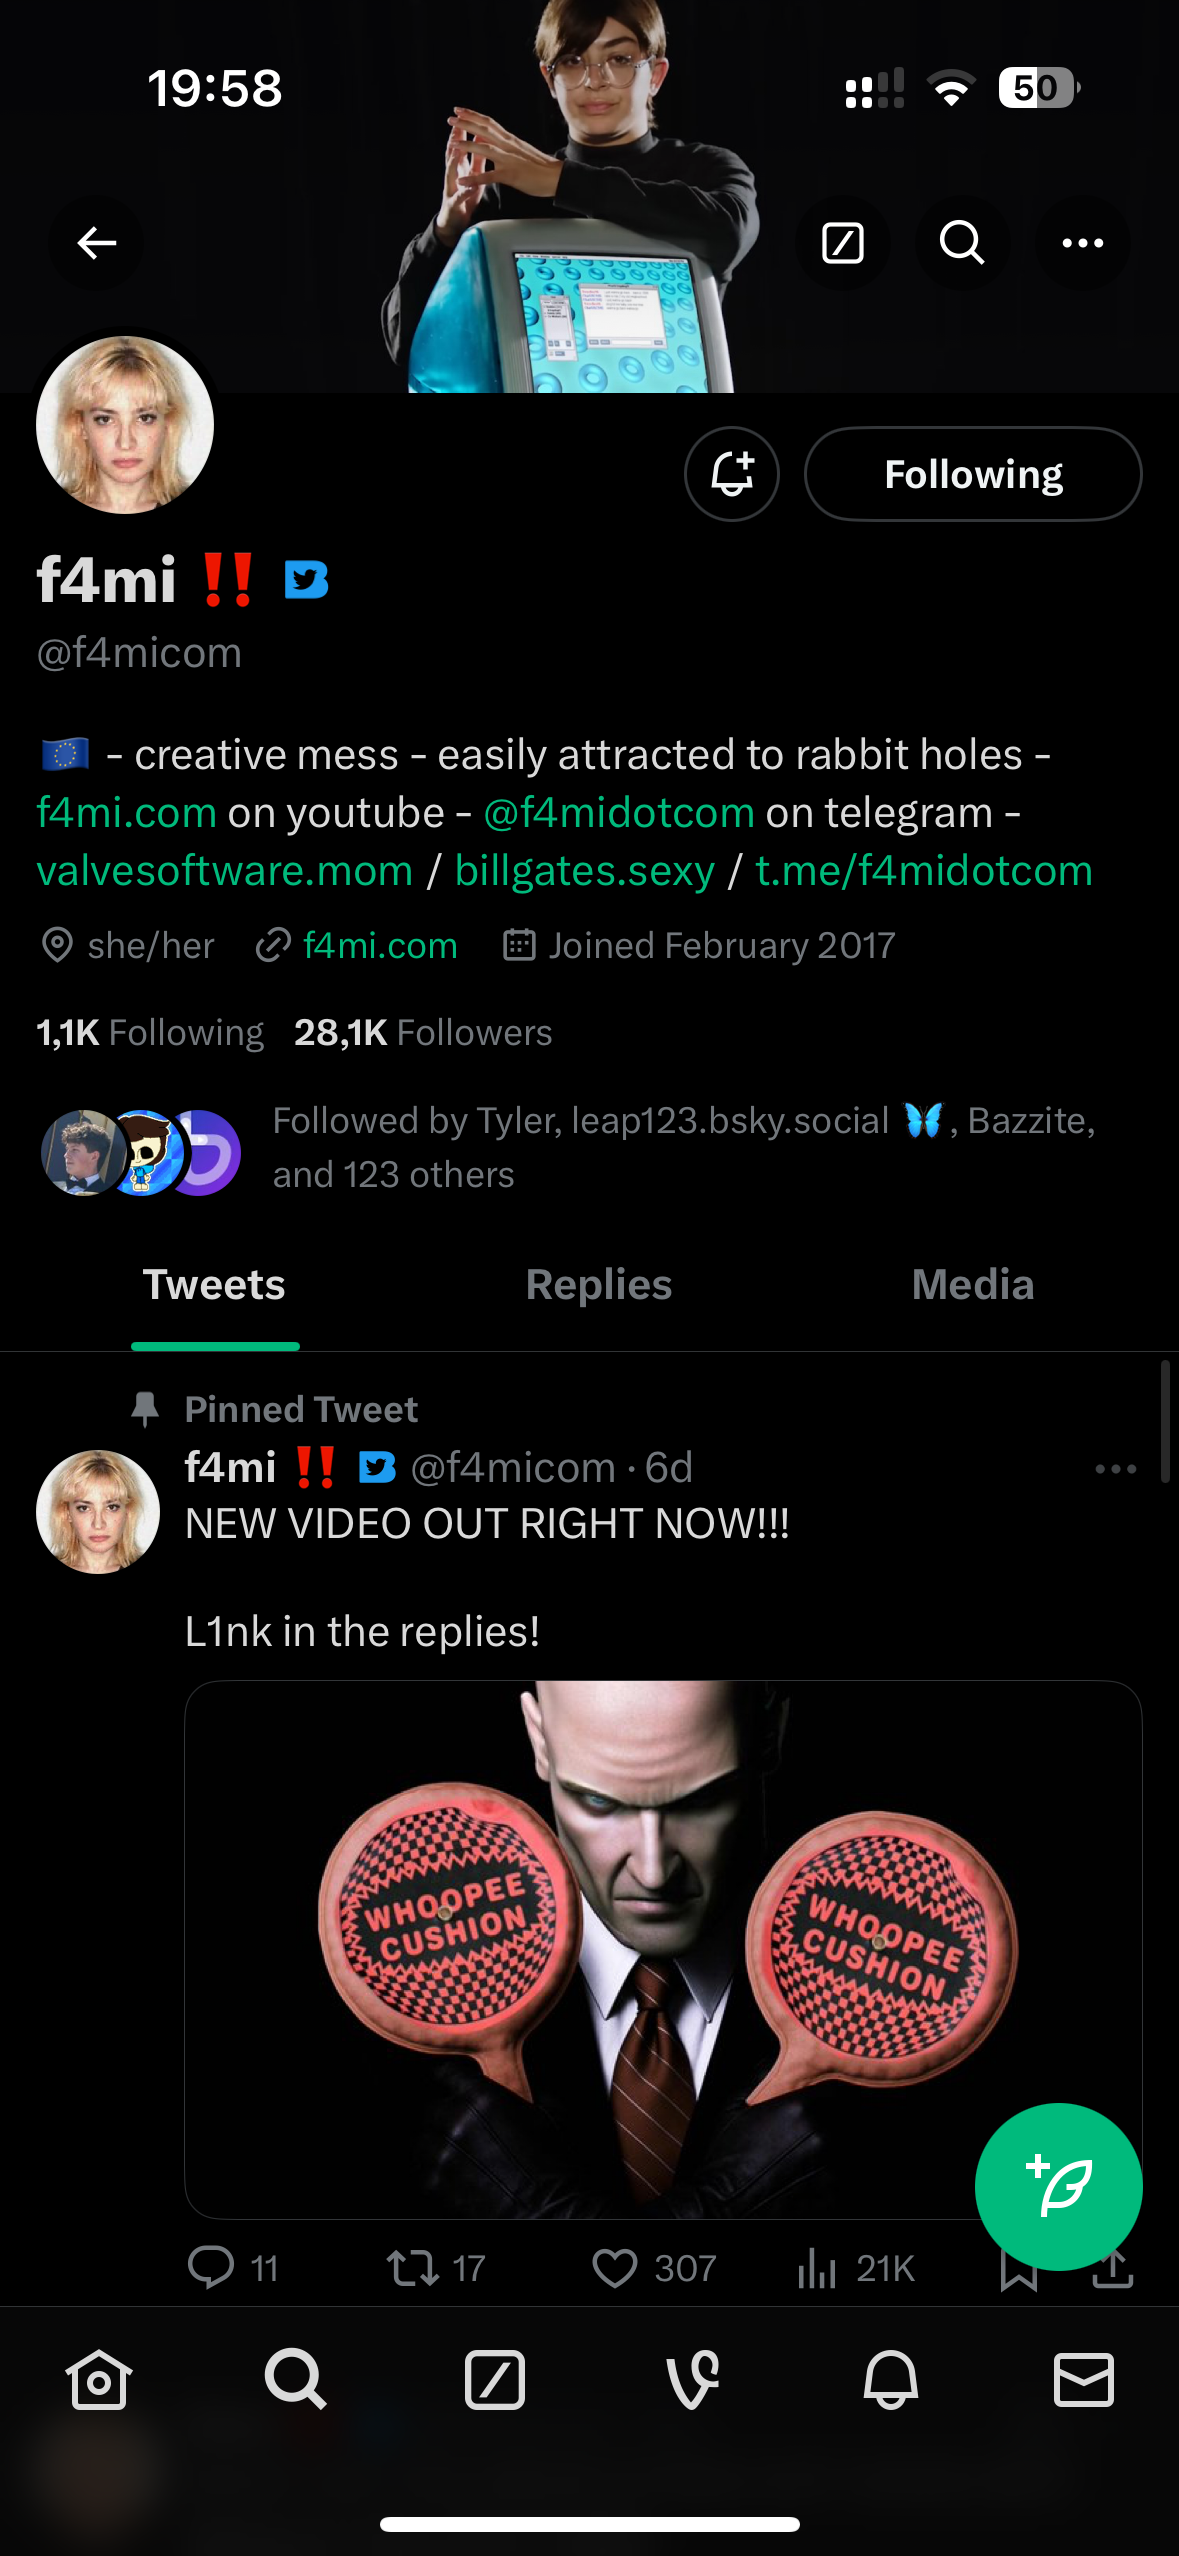 19:58
50
Following
f4mi ‼️
@f4micom
🇪🇺 - creative mess - easily attracted to rabbit holes -
f4mi.com on youtube - @f4midotcom on telegram -
valvesoftware.mom / billgates.sexy / t.me/f4midotcom
she/her f4mi.com Joined February 2017
1,1K Following 28,1K Followers
Followed by Tyler, leap123.bsky.social 🦋, Bazzite,
and 123 others
Tweets Replies Media
Pinned Tweet
f4mi ‼️ @f4micom · 6d
NEW VIDEO OUT RIGHT NOW!!!
L1nk in the replies!
WHOOPEE
CUSHION
WHOOPEE
CUSHION
11 17 307 21K